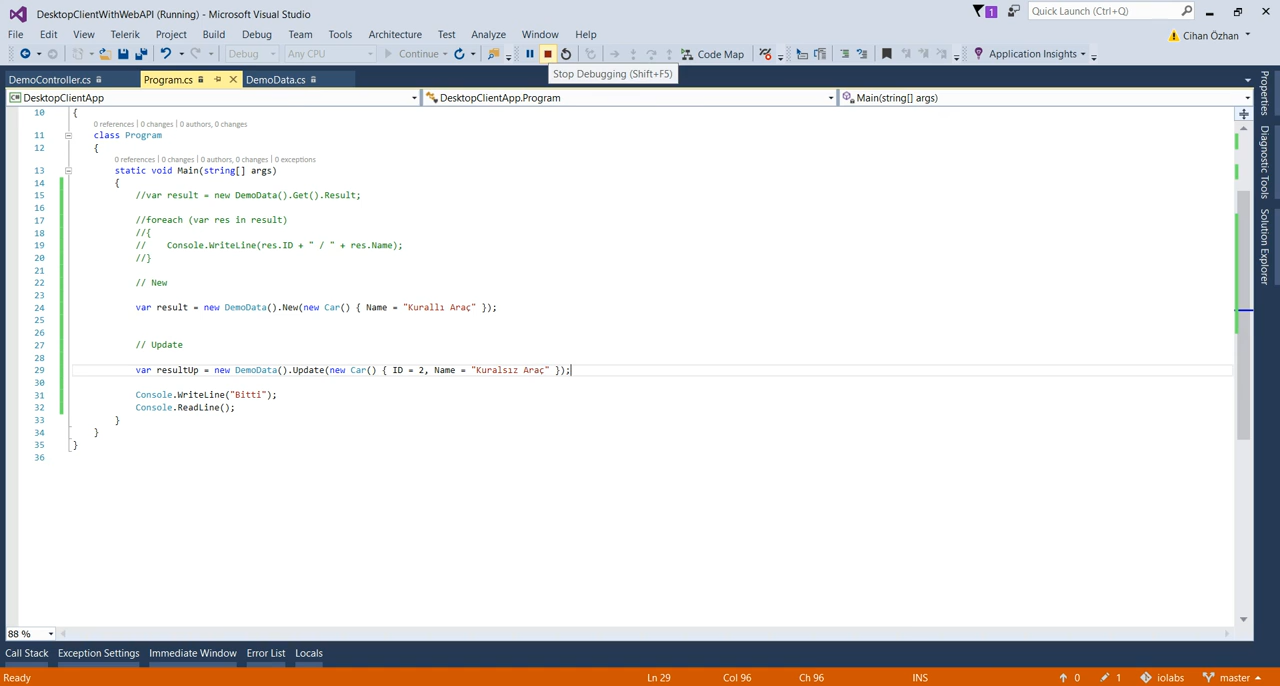 DesktopClientWithWebAPI (Running) - Microsoft Visual Studio
1
Quick Launch (Ctrl+Q)
File Edit View Telerik Project Build Debug Team Tools Architecture Test Analyze Window Help
Cihan Özhan
Debug Any CPU Continue Code Map Application Insights
Stop Debugging (Shift+F5)
DemoController.cs Program.cs DemoData.cs
DesktopClientApp DesktopClientApp.Program Main(string[] args)
10 {
0 references | 0 changes | 0 authors, 0 changes
11 class Program
12 {
0 references | 0 changes | 0 authors, 0 changes | 0 exceptions
13 static void Main(string[] args)
14 {
15 //var result = new DemoData().Get().Result;
16
17 //foreach (var res in result)
18 //{
19 // Console.WriteLine(res.ID + " / " + res.Name);
20 //}
21
22 // New
23
24 var result = new DemoData().New(new Car() { Name = "Kurallı Araç" });
25
26
27 // Update
28
29 var resultUp = new DemoData().Update(new Car() { ID = 2, Name = "Kuralsız Araç" });
30
31 Console.WriteLine("Bitti");
32 Console.ReadLine();
33 }
34 }
35 }
36
Properties
Diagnostic Tools
Solution Explorer
88 %
Call Stack Exception Settings Immediate Window Error List Locals
Ready Ln 29 Col 96 Ch 96 INS 0 1 iolabs master